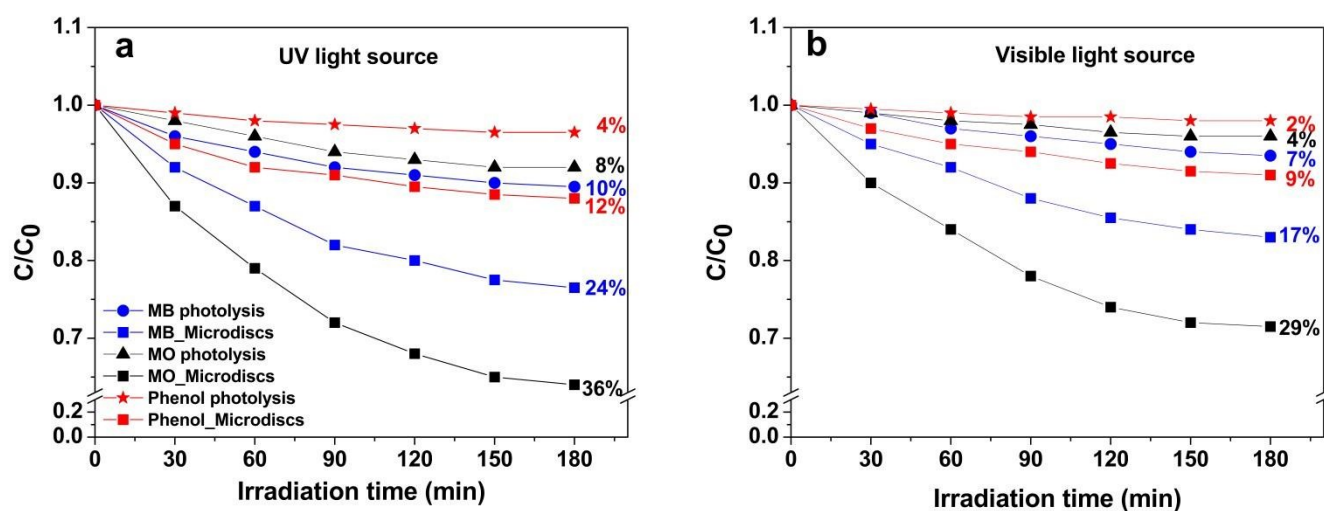 a
UV light source
C/C0
1.1
1.0
0.9
0.8
0.7
0.2
0.0
4%
8%
10%
12%
24%
36%
MB photolysis
MB_Microdiscs
MO photolysis
MO_Microdiscs
Phenol photolysis
Phenol_Microdiscs
0 30 60 90 120 150 180
Irradiation time (min)
b
Visible light source
C/C0
1.1
1.0
0.9
0.8
0.7
0.2
0.0
2%
4%
7%
9%
17%
29%
0 30 60 90 120 150 180
Irradiation time (min)